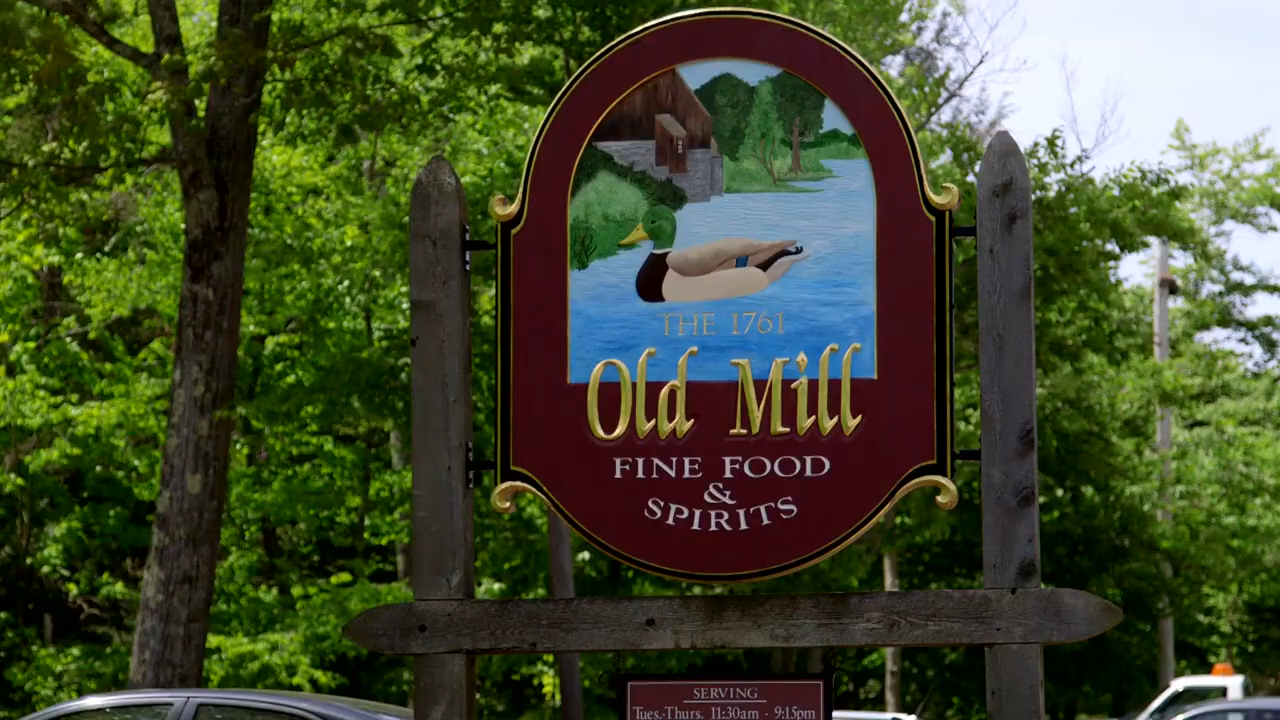 THE 1761
Old Mill
FINE FOOD
&
SPIRITS
SERVING
Tues.-Thurs. 11:30am - 9:15pm